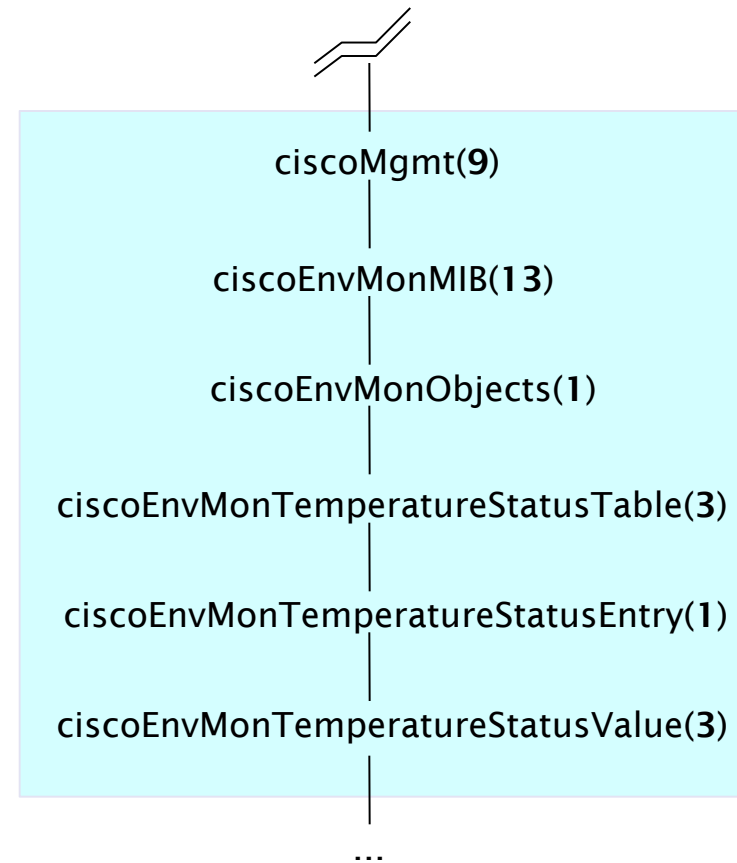 ciscoMgmt(9)
ciscoEnvMonMIB(13)
ciscoEnvMonObjects(1)
ciscoEnvMonTemperatureStatusTable(3)
ciscoEnvMonTemperatureStatusEntry(1)
ciscoEnvMonTemperatureStatusValue(3)
...